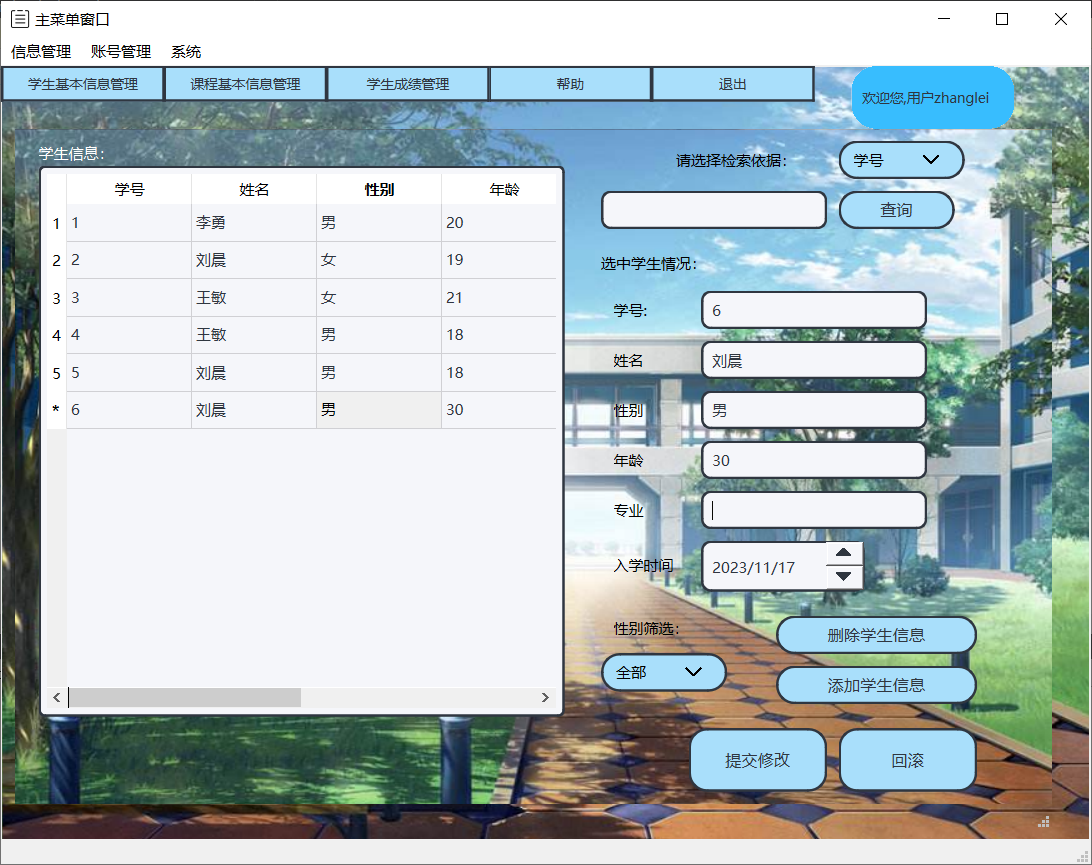 主菜单窗口
信息管理 账号管理 系统
学生基本信息管理 课程基本信息管理 学生成绩管理 帮助 退出
欢迎您,用户zhanglei
学生信息:
学号 姓名 性别 年龄
1 1 李勇 男 20
2 2 刘晨 女 19
3 3 王敏 女 21
4 4 王敏 男 18
5 5 刘晨 男 18
* 6 刘晨 男 30
请选择检索依据: 学号
查询
选中学生情况:
学号: 6
姓名 刘晨
性别 男
年龄 30
专业
入学时间 2023/11/17
性别筛选:
全部
删除学生信息
添加学生信息
提交修改 回滚